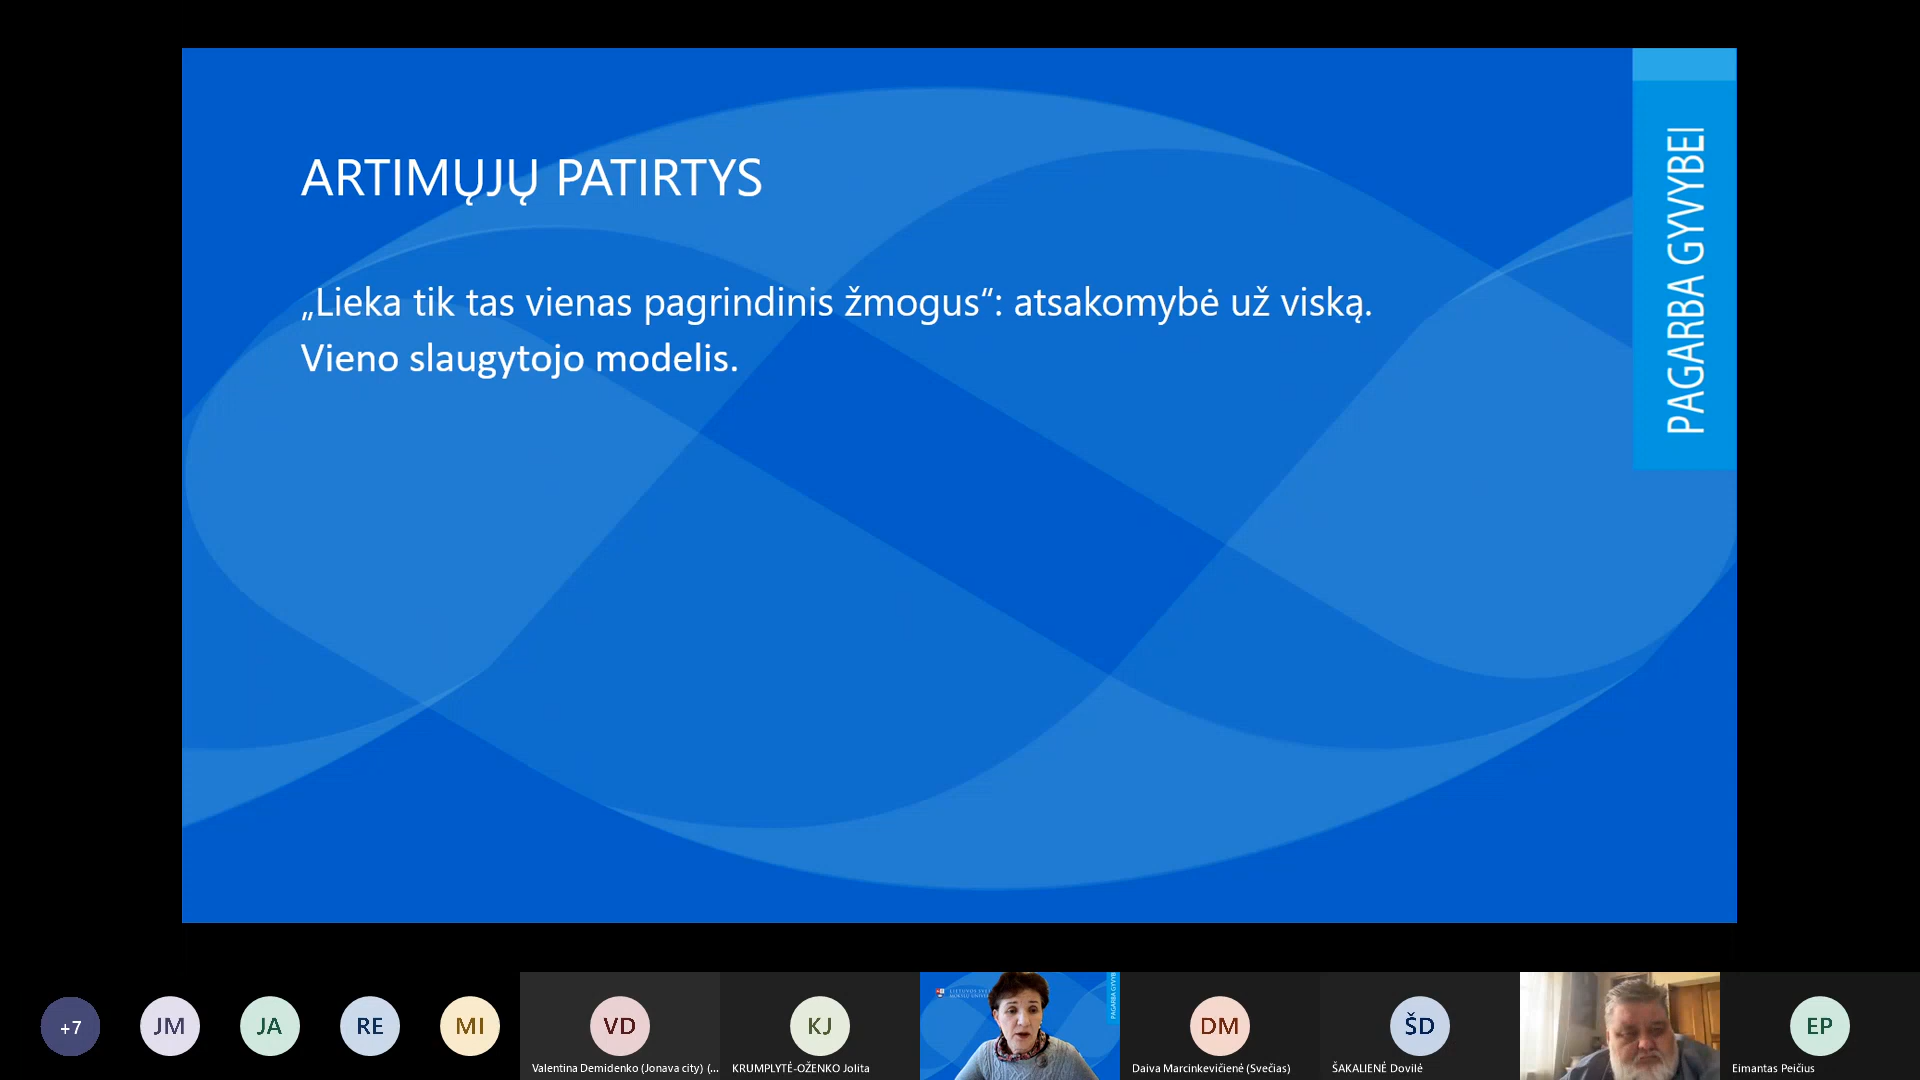 ARTIMŲJŲ PATIRTYS
„Lieka tik tas vienas pagrindinis žmogus“: atsakomybė už viską.
Vieno slaugytojo modelis.
PAGARBA GYVYBEI
+7
JM
JA
RE
MI
VD
Valentina Demidenko (Jonava city) (...
KJ
KRUMPLYTĖ-OŽENKO Jolita
DM
Daiva Marcinkevičienė (Svečias)
ŠD
ŠAKALIENĖ Dovilė
EP
Eimantas Peičius